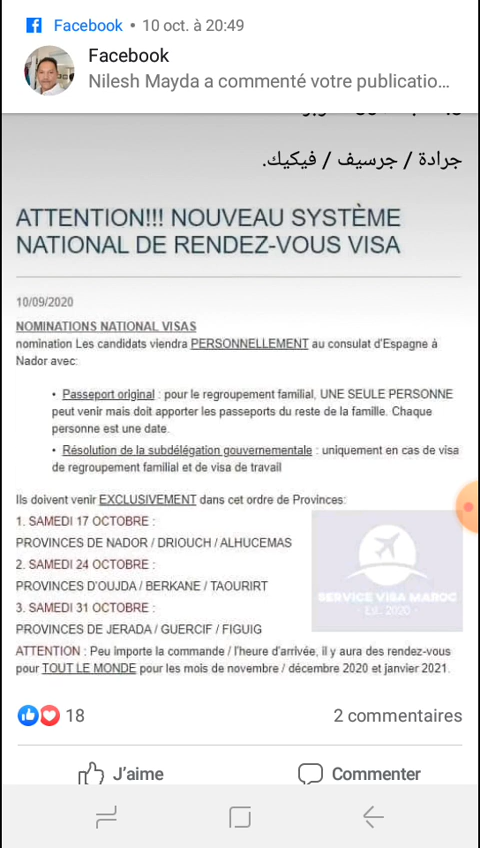 Facebook • 10 oct. à 20:49
Facebook
Nilesh Mayda a commenté votre publicatio...
جرادة / جرسيف / فيكيك.
ATTENTION!!! NOUVEAU SYSTÈME
NATIONAL DE RENDEZ-VOUS VISA
10/09/2020
NOMINATIONS NATIONAL VISAS
nomination Les candidats viendra PERSONNELLEMENT au consulat d'Espagne à
Nador avec:
• Passeport original : pour le regroupement familial, UNE SEULE PERSONNE
peut venir mais doit apporter les passeports du reste de la famille. Chaque
personne est une date.
• Résolution de la subdélégation gouvernementale : uniquement en cas de visa
de regroupement familial et de visa de travail
Ils doivent venir EXCLUSIVEMENT dans cet ordre de Provinces:
1. SAMEDI 17 OCTOBRE :
PROVINCES DE NADOR / DRIOUCH / ALHUCEMAS
2. SAMEDI 24 OCTOBRE :
PROVINCES D'OUJDA / BERKANE / TAOURIRT
3. SAMEDI 31 OCTOBRE :
PROVINCES DE JERADA / GUERCIF / FIGUIG
SERVICE VISA MAROC
EST. 2020
ATTENTION : Peu importe la commande / l'heure d'arrivée, il y aura des rendez-vous
pour TOUT LE MONDE pour les mois de novembre / décembre 2020 et janvier 2021.
18
2 commentaires
J'aime
Commenter